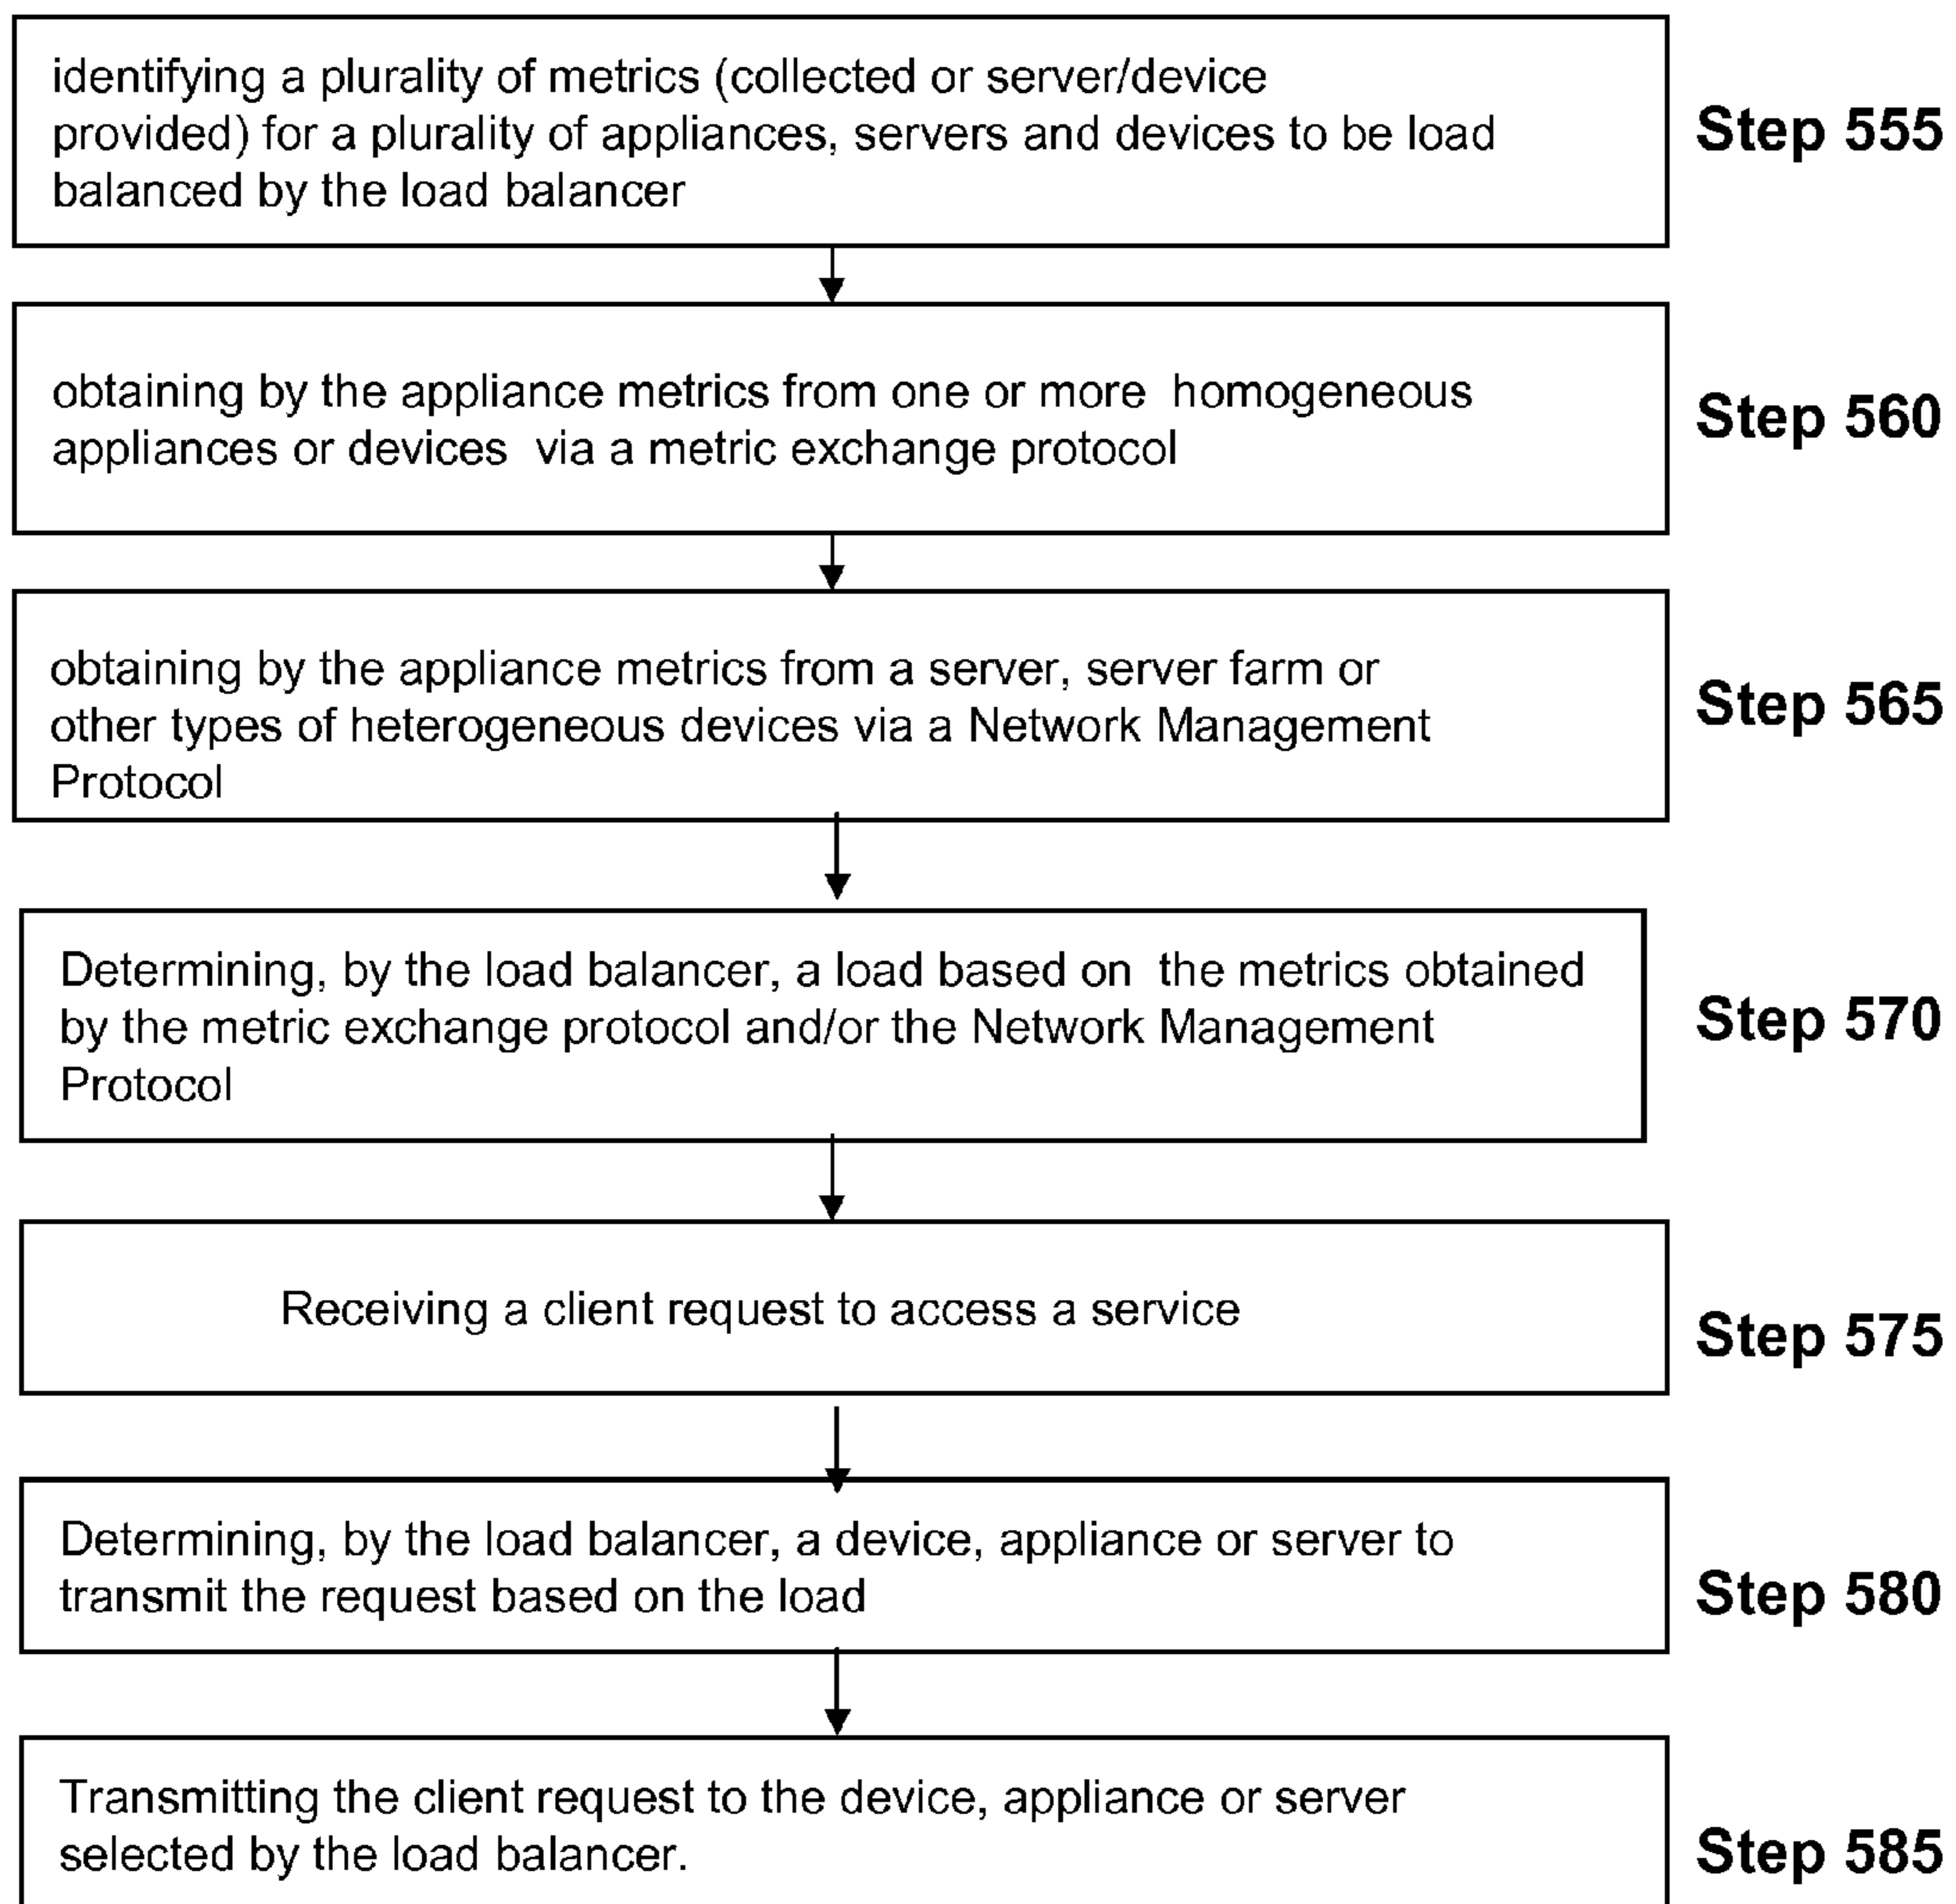 identifying a plurality of metrics (collected or server/device
provided) for a plurality of appliances, servers and devices to be load
balanced by the load balancer
Step 555
obtaining by the appliance metrics from one or more homogeneous
appliances or devices via a metric exchange protocol
Step 560
obtaining by the appliance metrics from a server, server farm or
other types of heterogeneous devices via a Network Management
Protocol
Step 565
Determining, by the load balancer, a load based on the metrics obtained
by the metric exchange protocol and/or the Network Management
Protocol
Step 570
Receiving a client request to access a service
Step 575
Determining, by the load balancer, a device, appliance or server to
transmit the request based on the load
Step 580
Transmitting the client request to the device, appliance or server
selected by the load balancer.
Step 585